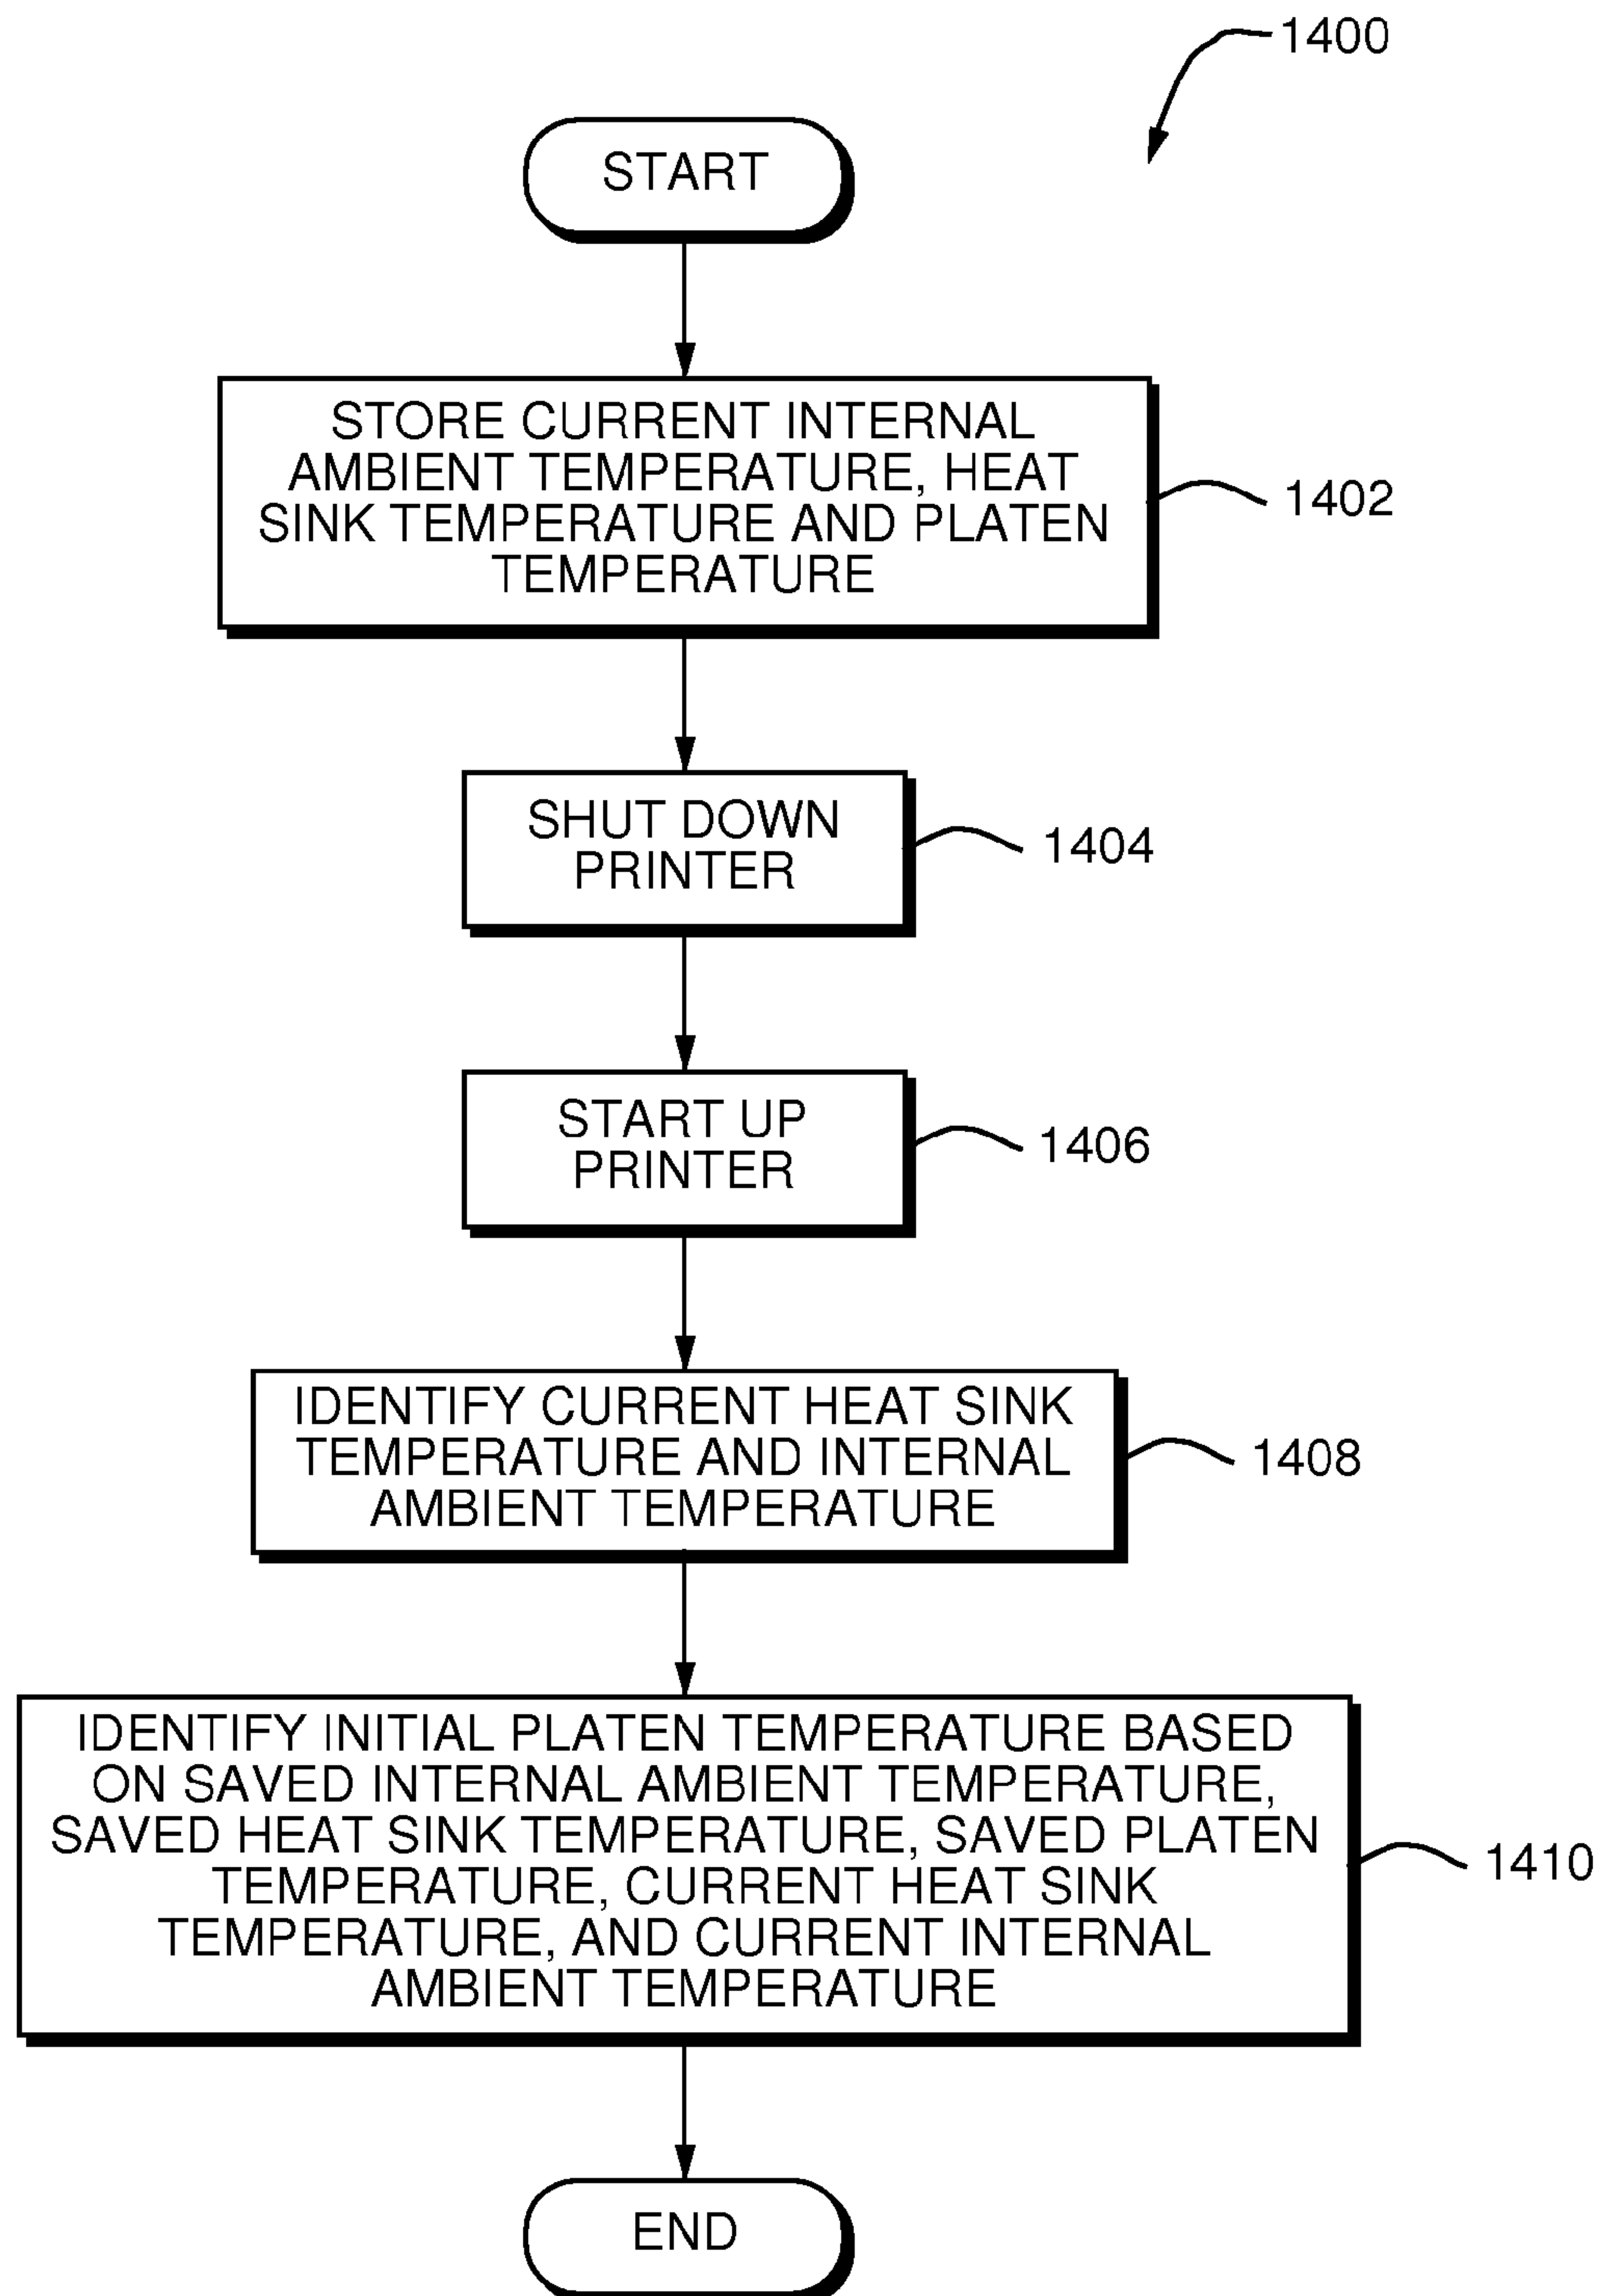 1400
START
STORE CURRENT INTERNAL
AMBIENT TEMPERATURE, HEAT
SINK TEMPERATURE AND PLATEN
TEMPERATURE
1402
SHUT DOWN
PRINTER
1404
START UP
PRINTER
1406
IDENTIFY CURRENT HEAT SINK
TEMPERATURE AND INTERNAL
AMBIENT TEMPERATURE
1408
IDENTIFY INITIAL PLATEN TEMPERATURE BASED
ON SAVED INTERNAL AMBIENT TEMPERATURE,
SAVED HEAT SINK TEMPERATURE, SAVED PLATEN
TEMPERATURE, CURRENT HEAT SINK
TEMPERATURE, AND CURRENT INTERNAL
AMBIENT TEMPERATURE
1410
END